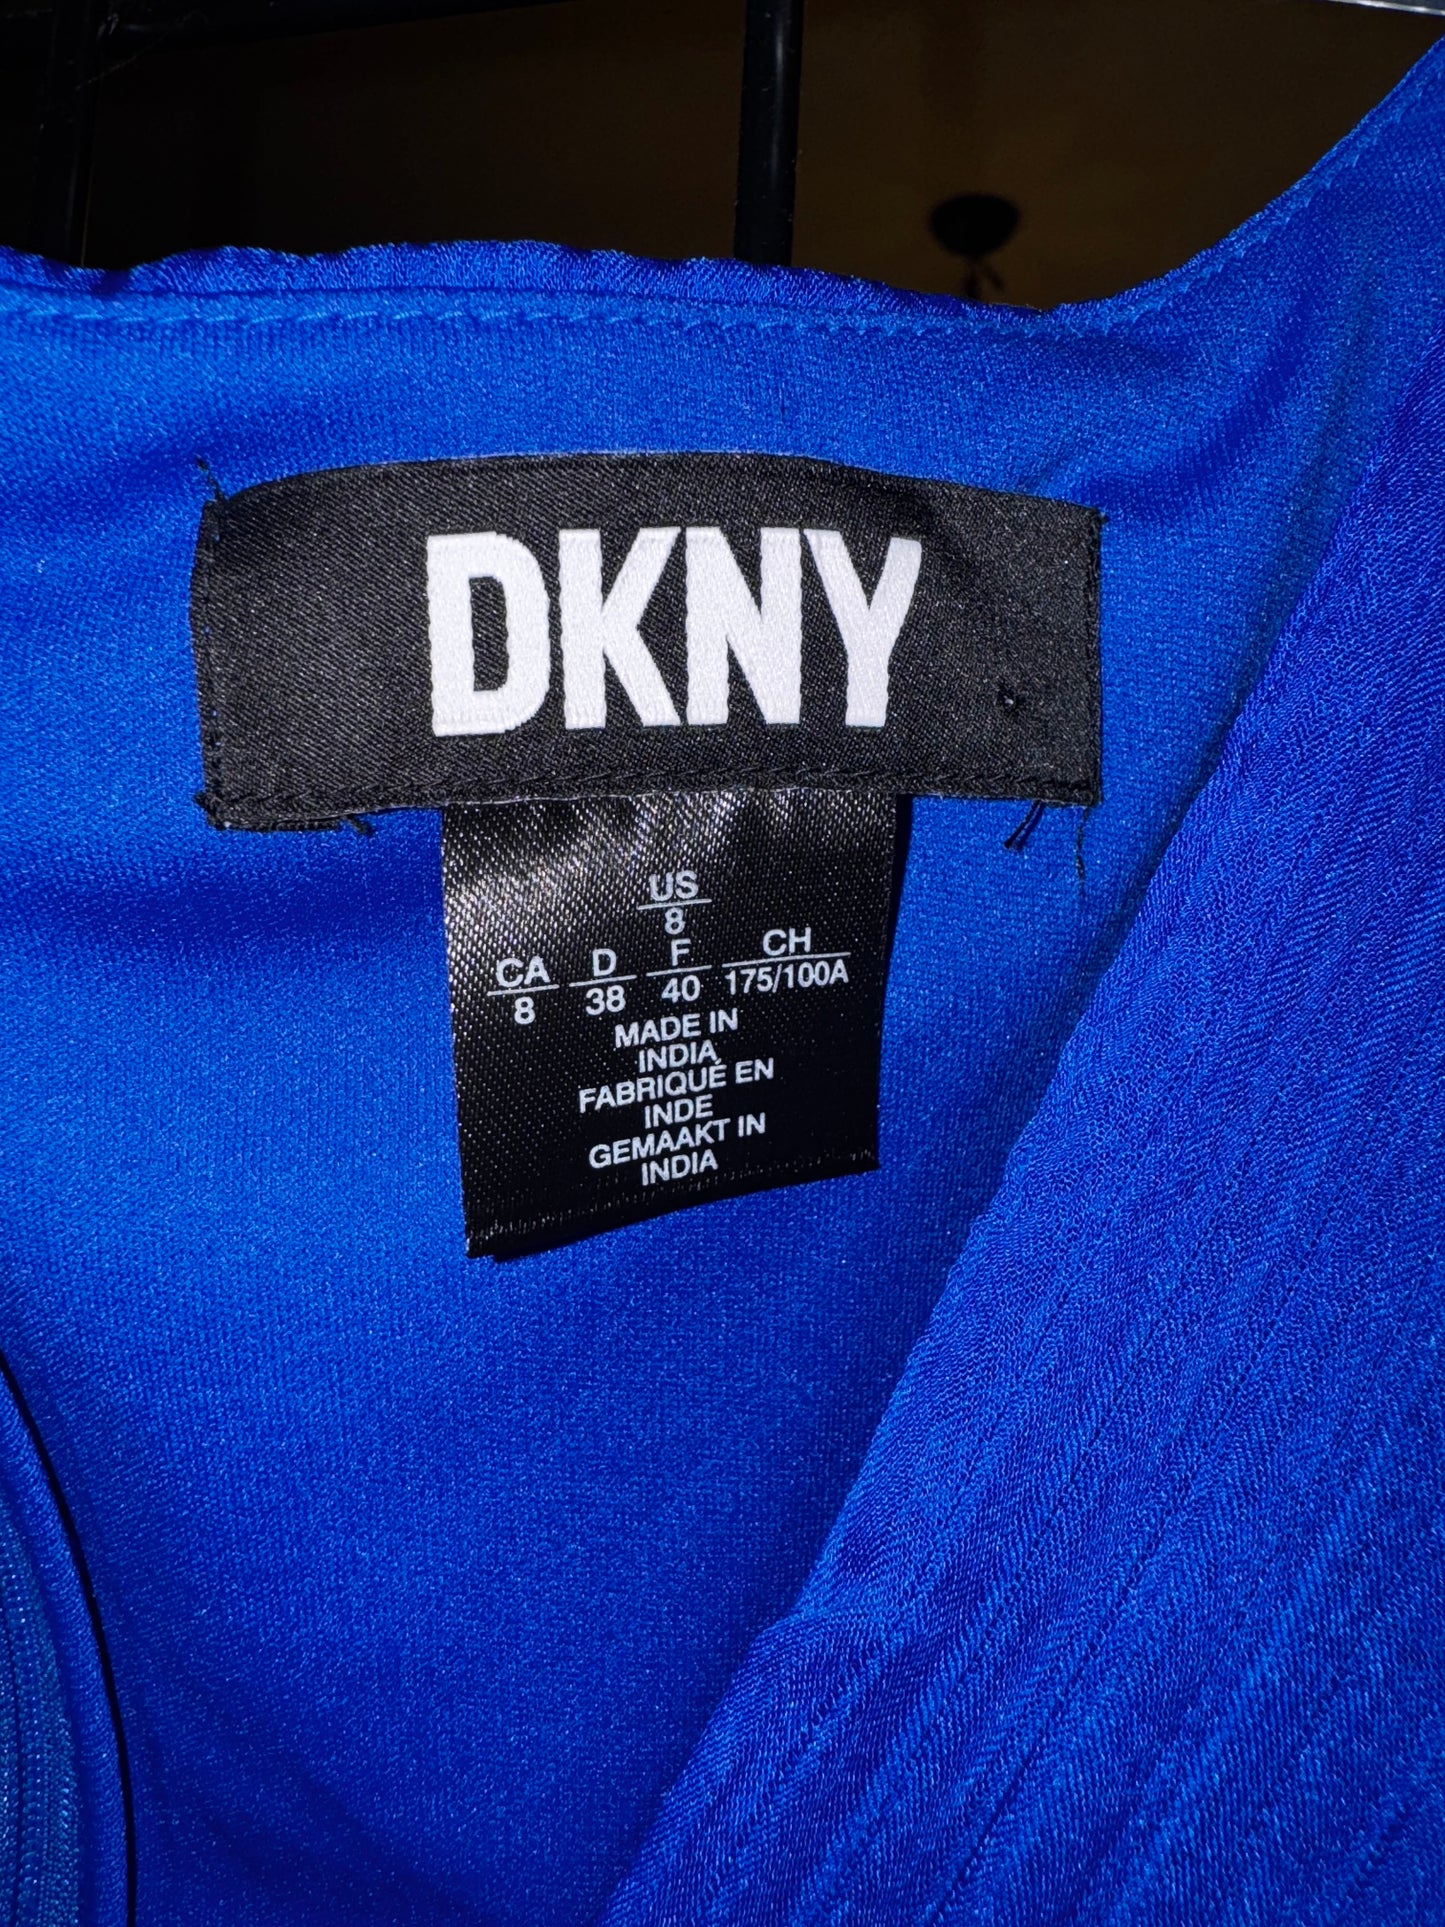 DKNY
US
8
CA D F CH
8 38 40 175/100A
MADE IN
INDIA
FABRIQUÉ EN
INDE
GEMAAKT IN
INDIA